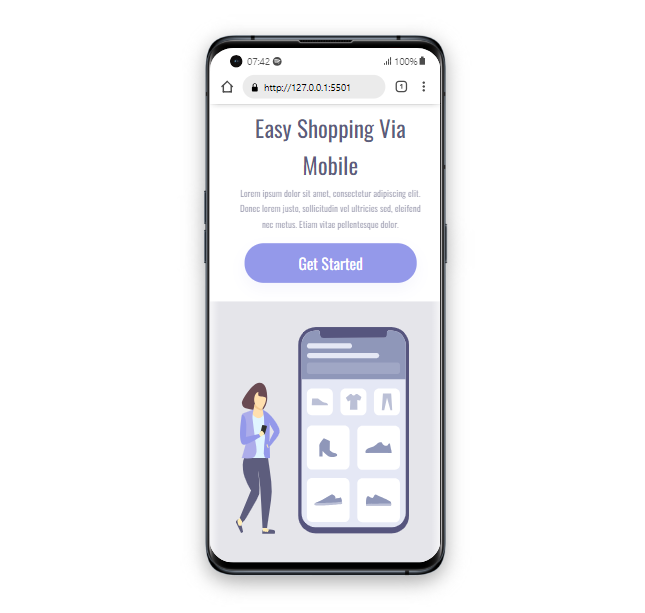 07:42
100%
http://127.0.0.1:5501
1
Easy Shopping Via
Mobile
Lorem ipsum dolor sit amet, consectetur adipiscing elit.
Donec lorem justo, sollicitudin vel ultricies sed, eleifend
nec metus. Etiam vitae pellentesque dolor.
Get Started